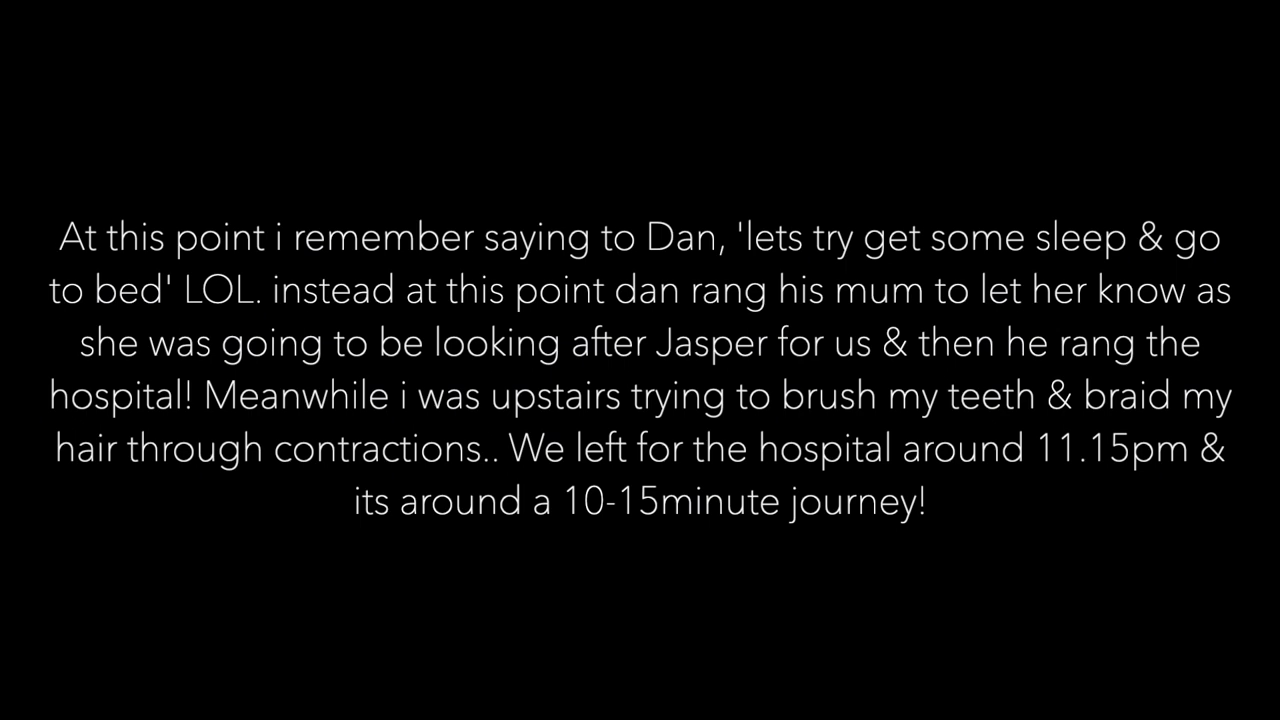 At this point i remember saying to Dan, 'lets try get some sleep & go
to bed' LOL. instead at this point dan rang his mum to let her know as
she was going to be looking after Jasper for us & then he rang the
hospital! Meanwhile i was upstairs trying to brush my teeth & braid my
hair through contractions.. We left for the hospital around 11.15pm &
its around a 10-15minute journey!